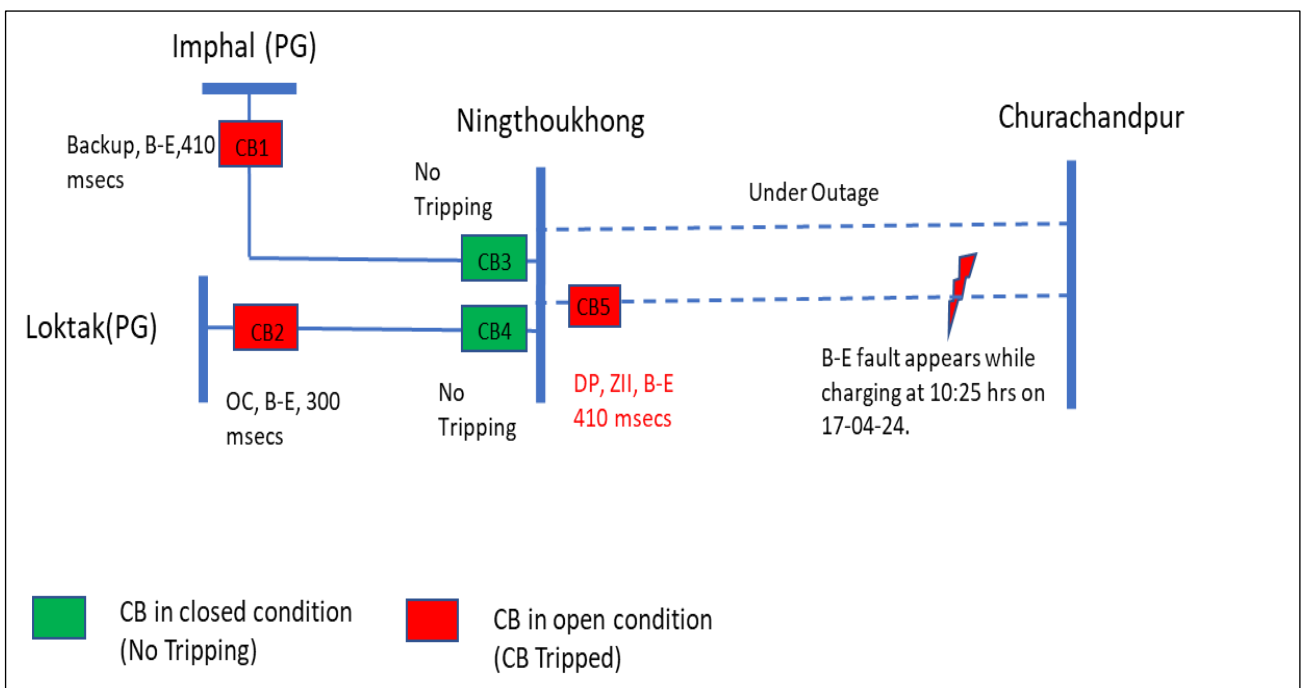 Imphal (PG)
Ningthoukhong
Churachandpur
Backup, B-E,410
msecs
CB1
No
Tripping
Under Outage
CB3
Loktak(PG)
CB2
CB4
CB5
OC, B-E, 300
msecs
No
Tripping
DP, ZII, B-E
410 msecs
B-E fault appears while
charging at 10:25 hrs on
17-04-24.
CB in closed condition
(No Tripping)
CB in open condition
(CB Tripped)